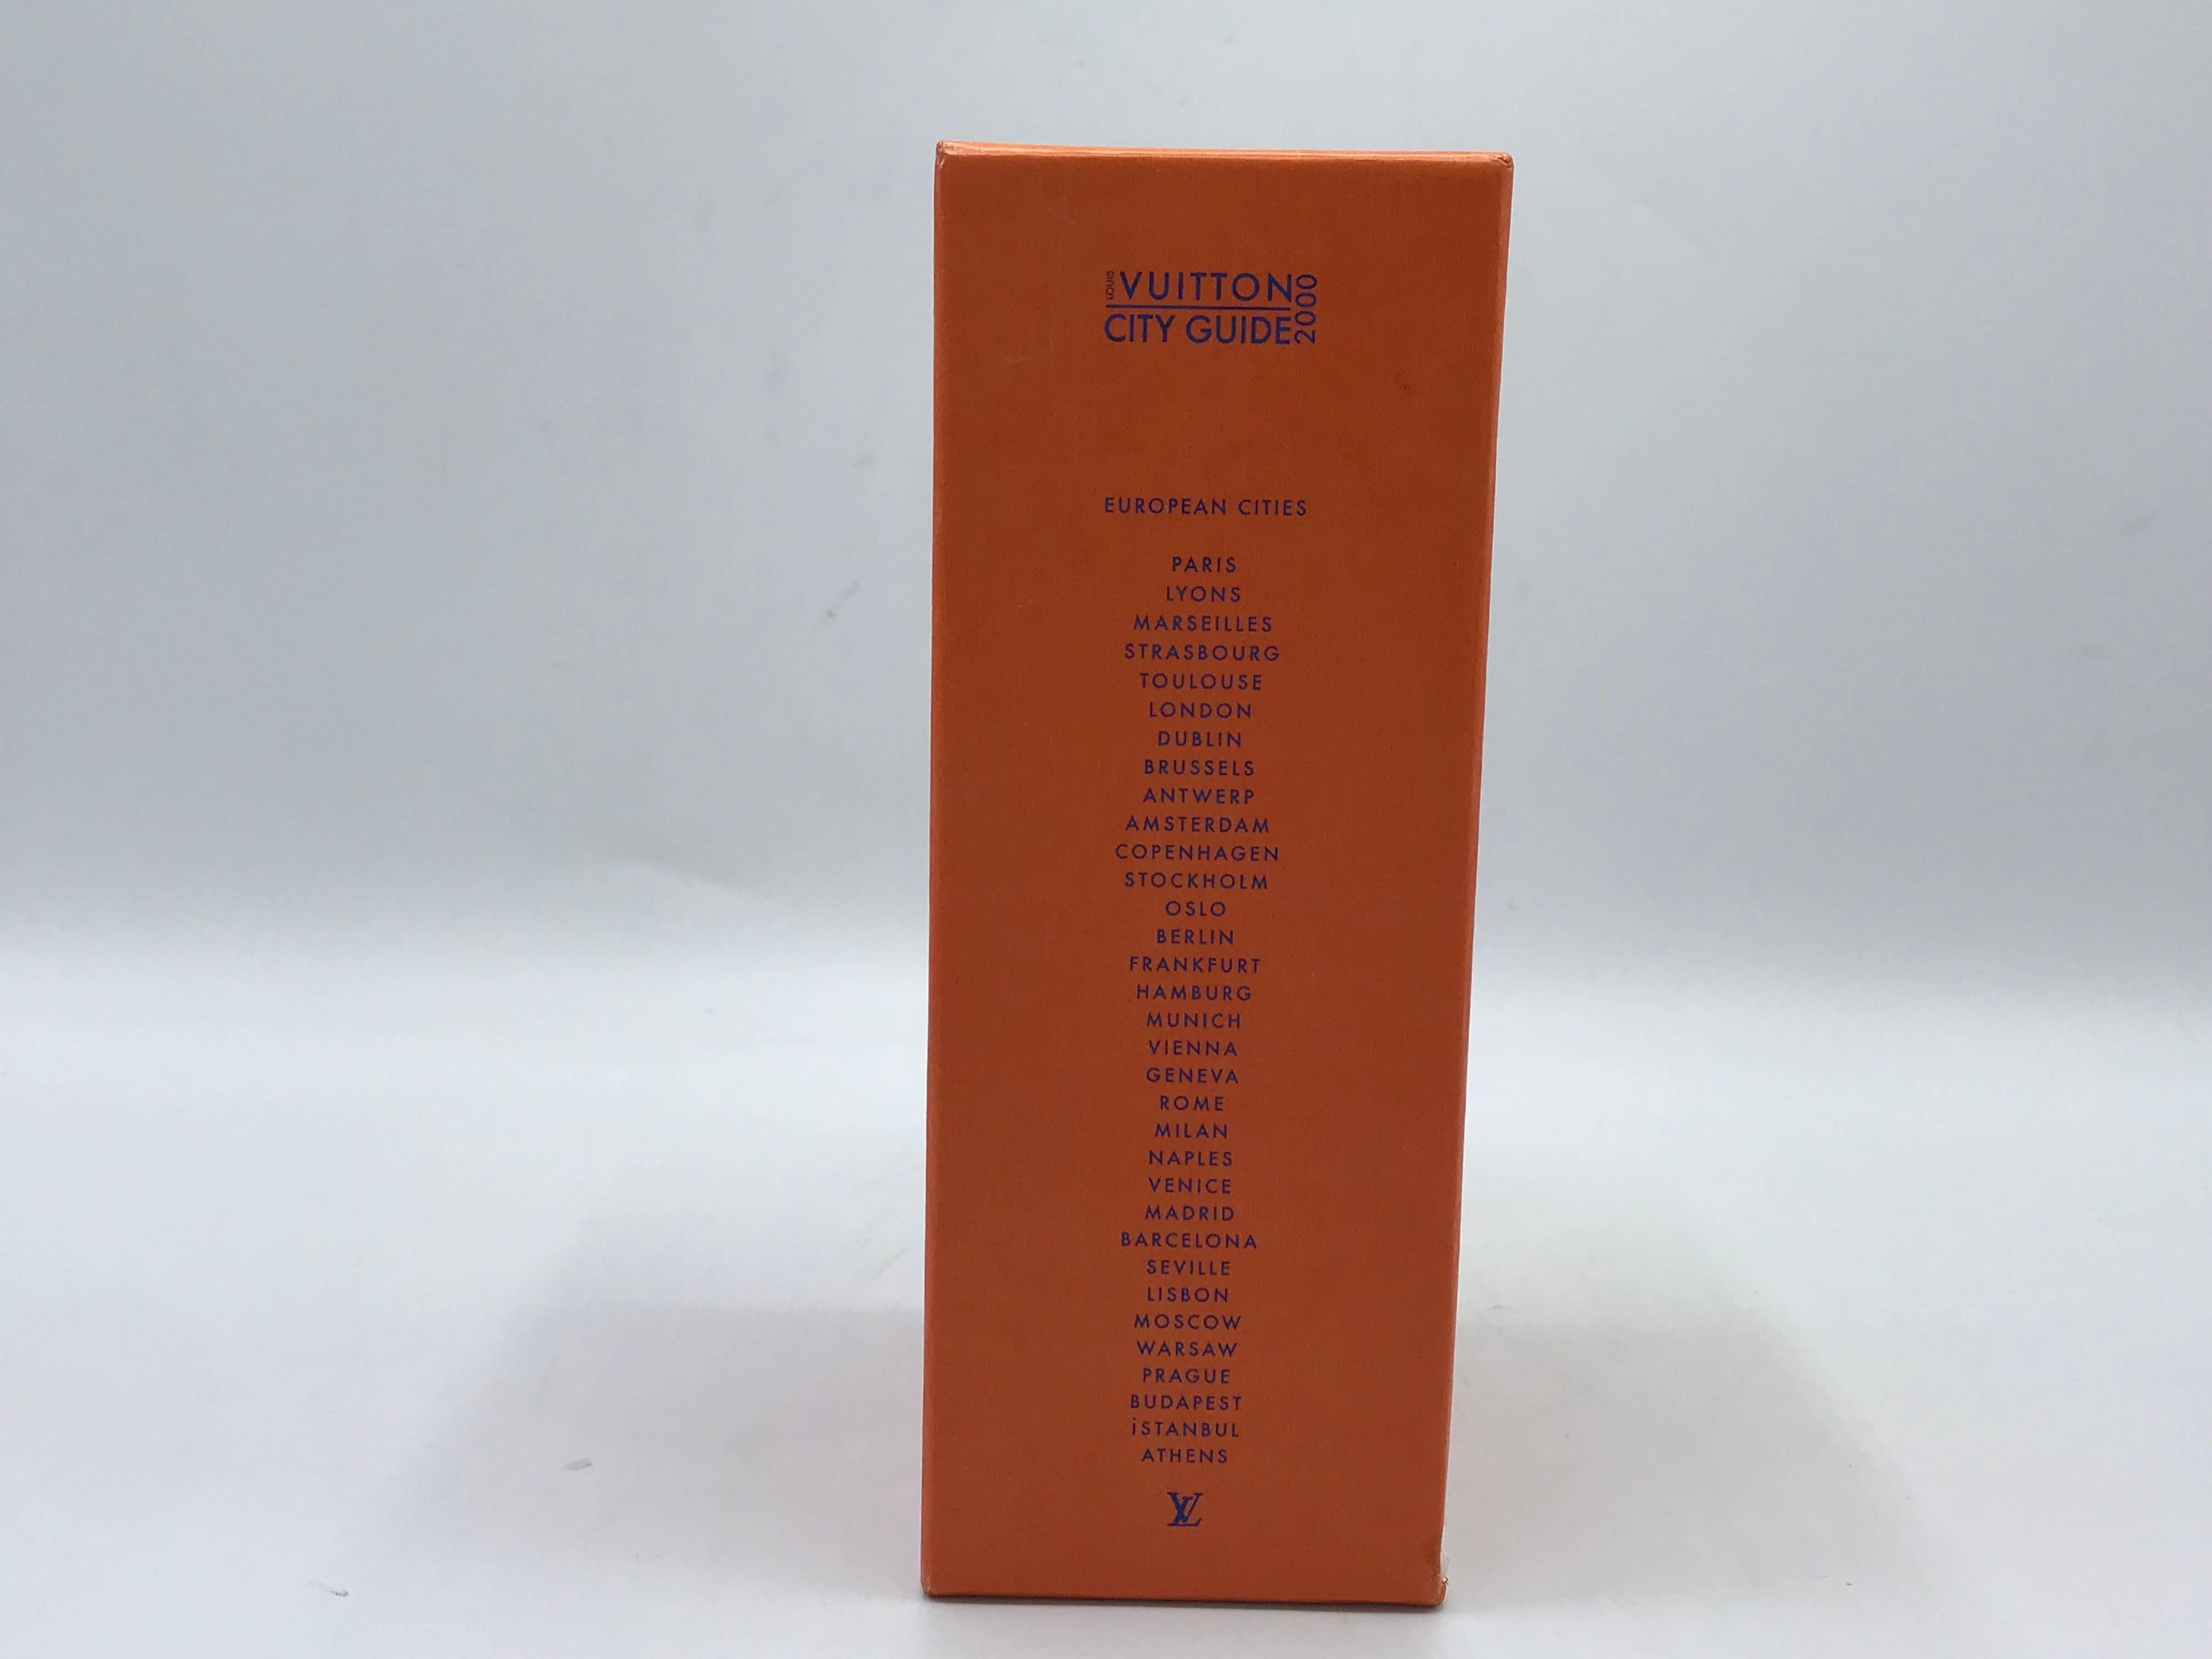 LOUIS VUITTON
CITY GUIDE 2000
EUROPEAN CITIES
PARIS
LYONS
MARSEILLES
STRASBOURG
TOULOUSE
LONDON
DUBLIN
BRUSSELS
ANTWERP
AMSTERDAM
COPENHAGEN
STOCKHOLM
OSLO
BERLIN
FRANKFURT
HAMBURG
MUNICH
VIENNA
GENEVA
ROME
MILAN
NAPLES
VENICE
MADRID
BARCELONA
SEVILLE
LISBON
MOSCOW
WARSAW
PRAGUE
BUDAPEST
iSTANBUL
ATHENS
LV